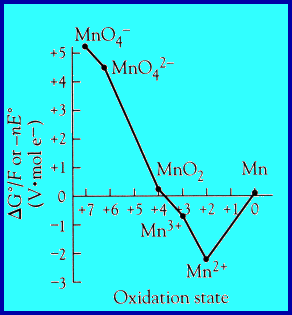 MnO₄⁻
MnO₄²⁻
MnO₂
Mn
Mn³⁺
Mn²⁺
ΔG°/F or –nE°
(V·mol e⁻)
+5
+4
+3
+2
+1
0
−1
−2
−3
+7 +6 +5 +4 +3 +2 +1 0
Oxidation state